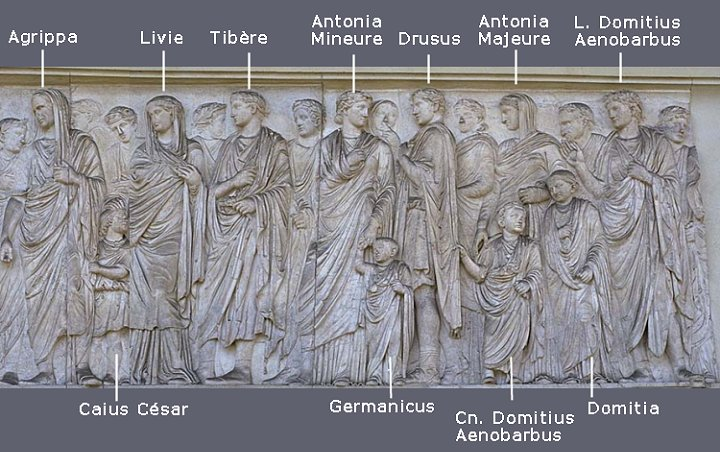 Agrippa
Livie
Tibère
Antonia
Mineure
Drusus
Antonia
Majeure
L. Domitius
Aenobarbus
Caius César
Germanicus
Cn. Domitius
Aenobarbus
Domitia